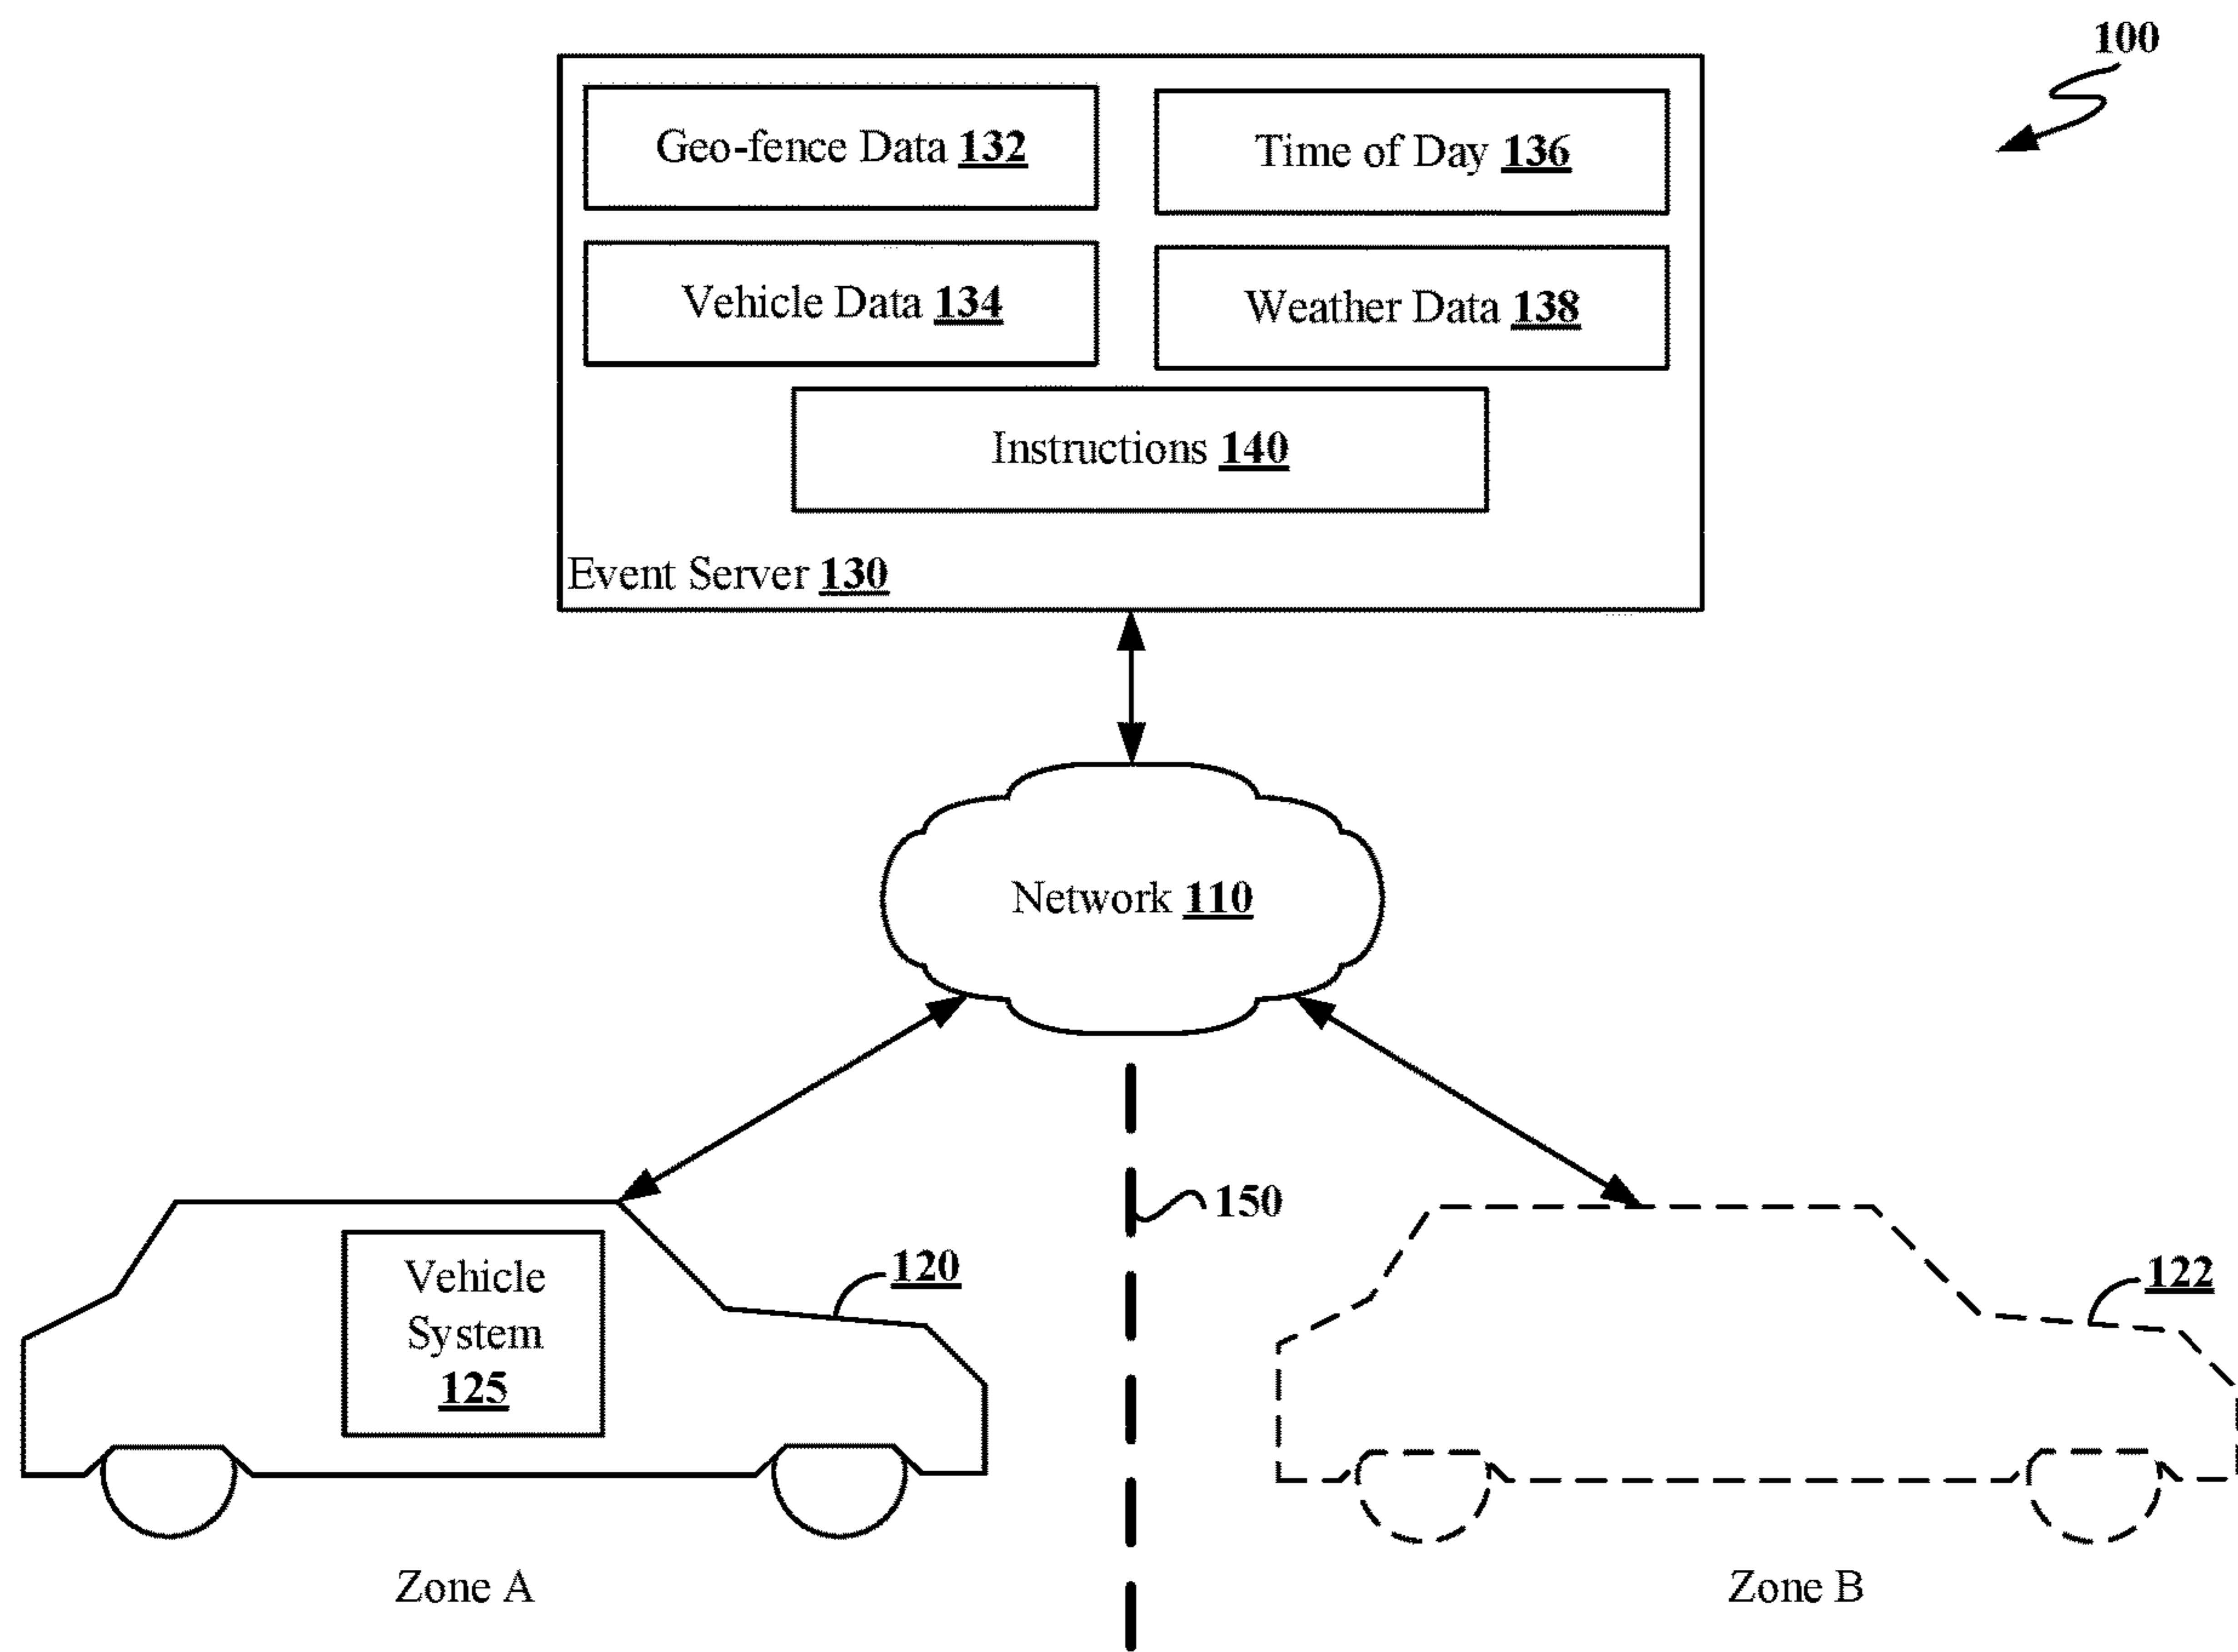 100
Geo-fence Data 132
Time of Day 136
Vehicle Data 134
Weather Data 138
Instructions 140
Event Server 130
Network 110
150
Vehicle
System
125
120
122
Zone A
Zone B